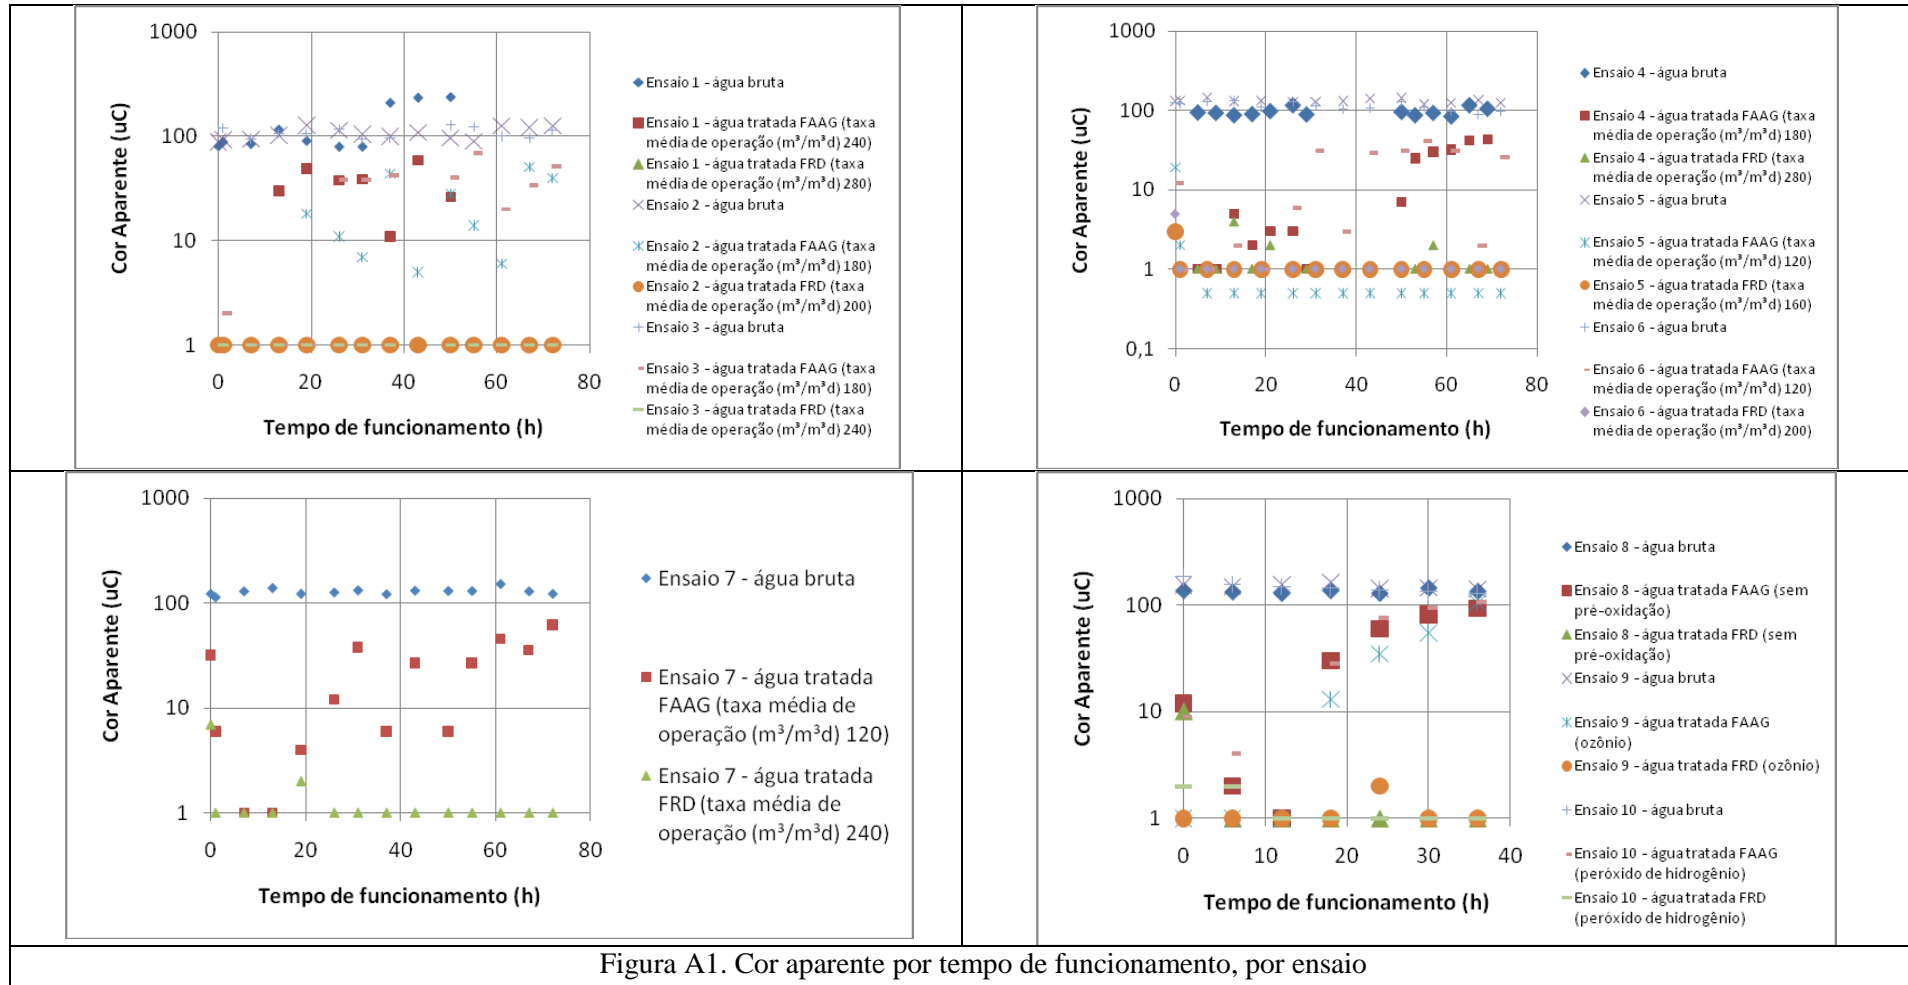 1000
100
10
1
0
20
40
60
80
Cor Aparente (uC)
Tempo de funcionamento (h)
Ensaio 1 - água bruta
Ensaio 1 - água tratada FAAG (taxa
média de operação (m³/m³d) 240)
Ensaio 1 - água tratada FRD (taxa
média de operação (m³/m³d) 280)
Ensaio 2 - água bruta
Ensaio 2 - água tratada FAAG (taxa
média de operação (m³/m³d) 180)
Ensaio 2 - água tratada FRD (taxa
média de operação (m³/m³d) 200)
Ensaio 3 - água bruta
Ensaio 3 - água tratada FAAG (taxa
média de operação (m³/m³d) 180)
Ensaio 3 - água tratada FRD (taxa
média de operação (m³/m³d) 240)
1000
100
10
1
0,1
0
20
40
60
80
Cor Aparente (uC)
Tempo de funcionamento (h)
Ensaio 4 - água bruta
Ensaio 4 - água tratada FAAG (taxa
média de operação (m³/m³d) 180)
Ensaio 4 - água tratada FRD (taxa
média de operação (m³/m³d) 280)
Ensaio 5 - água bruta
Ensaio 5 - água tratada FAAG (taxa
média de operação (m³/m³d) 120)
Ensaio 5 - água tratada FRD (taxa
média de operação (m³/m³d) 160)
Ensaio 6 - água bruta
Ensaio 6 - água tratada FAAG (taxa
média de operação (m³/m³d) 120)
Ensaio 6 - água tratada FRD (taxa
média de operação (m³/m³d) 200)
1000
100
10
1
0
20
40
60
80
Cor Aparente (uC)
Tempo de funcionamento (h)
Ensaio 7 - água bruta
Ensaio 7 - água tratada
FAAG (taxa média de
operação (m³/m³d) 120)
Ensaio 7 - água tratada
FRD (taxa média de
operação (m³/m³d) 240)
1000
100
10
1
0
10
20
30
40
Cor Aparente (uC)
Tempo de funcionamento (h)
Ensaio 8 - água bruta
Ensaio 8 - água tratada FAAG (sem
pré-oxidação)
Ensaio 8 - água tratada FRD (sem
pré-oxidação)
Ensaio 9 - água bruta
Ensaio 9 - água tratada FAAG
(ozônio)
Ensaio 9 - água tratada FRD (ozônio)
Ensaio 10 - água bruta
Ensaio 10 - água tratada FAAG
(peróxido de hidrogênio)
Ensaio 10 - água tratada FRD
(peróxido de hidrogênio)
Figura A1. Cor aparente por tempo de funcionamento, por ensaio